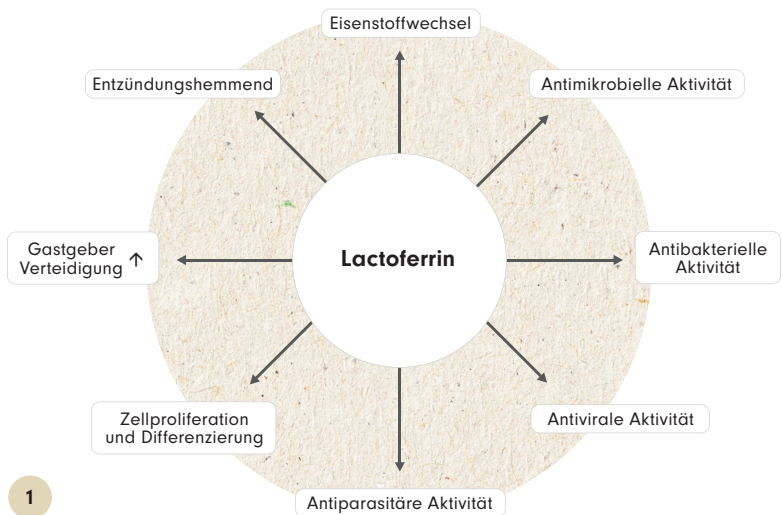 Eisenstoffwechsel
Entzündungshemmend
Antimikrobielle Aktivität
Gastgeber
Verteidigung ↑
Lactoferrin
Antibakterielle
Aktivität
Zellproliferation
und Differenzierung
Antivirale Aktivität
Antiparasitäre Aktivität
1